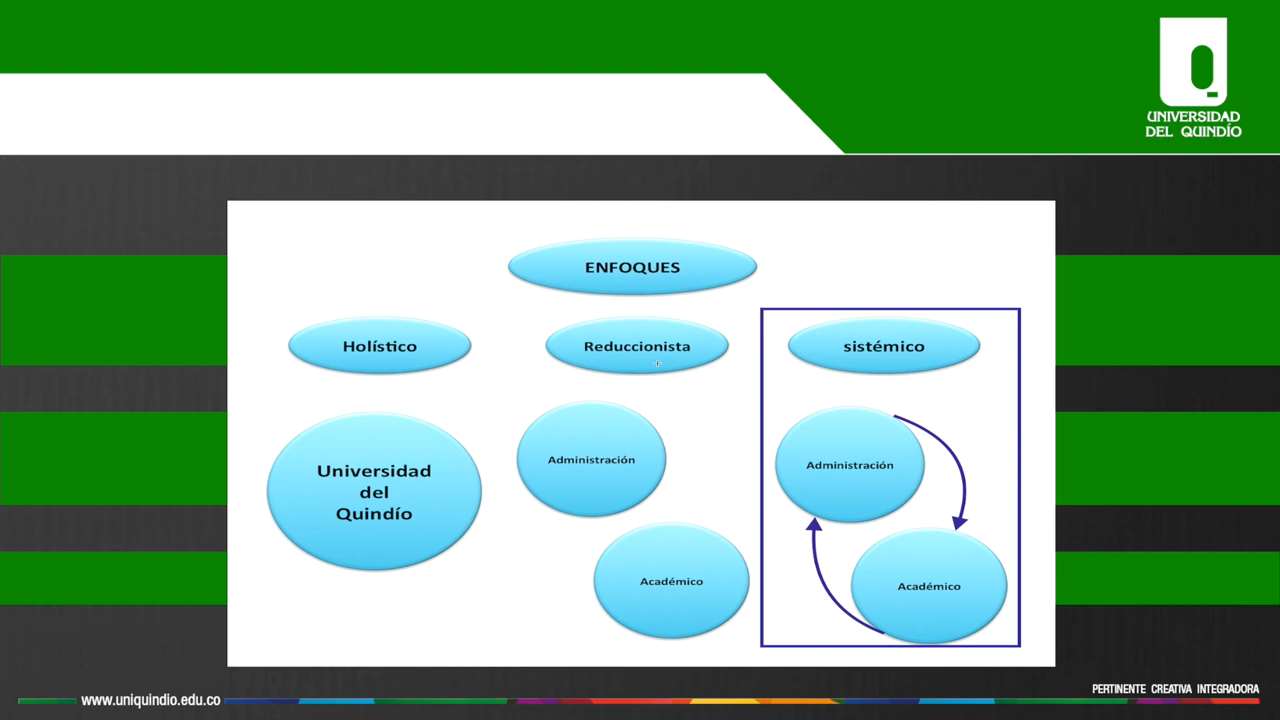 UNIVERSIDAD
DEL QUINDÍO
ENFOQUES
Holístico
Reduccionista
sistémico
Universidad
del
Quindío
Administración
Académico
Administración
Académico
www.uniquindio.edu.co
PERTINENTE CREATIVA INTEGRADORA